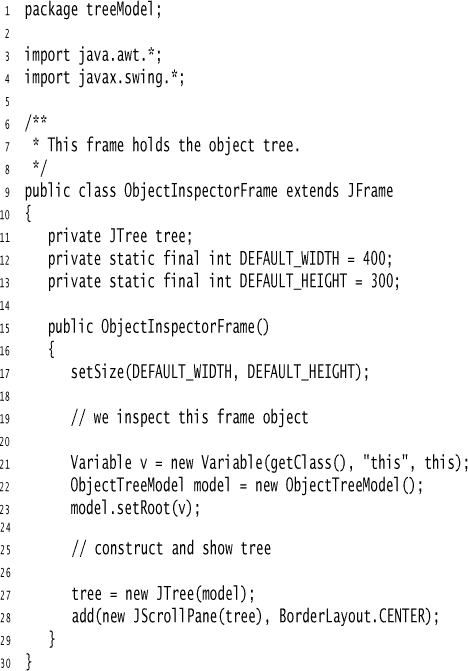 1 package treeModel;
2
3 import java.awt.*;
4 import javax.swing.*;
5
6 /**
7  * This frame holds the object tree.
8  */
9 public class ObjectInspectorFrame extends JFrame
10 {
11    private JTree tree;
12    private static final int DEFAULT_WIDTH = 400;
13    private static final int DEFAULT_HEIGHT = 300;
14
15    public ObjectInspectorFrame()
16    {
17       setSize(DEFAULT_WIDTH, DEFAULT_HEIGHT);
18
19       // we inspect this frame object
20
21       Variable v = new Variable(getClass(), "this", this);
22       ObjectTreeModel model = new ObjectTreeModel();
23       model.setRoot(v);
24
25       // construct and show tree
26
27       tree = new JTree(model);
28       add(new JScrollPane(tree), BorderLayout.CENTER);
29    }
30 }